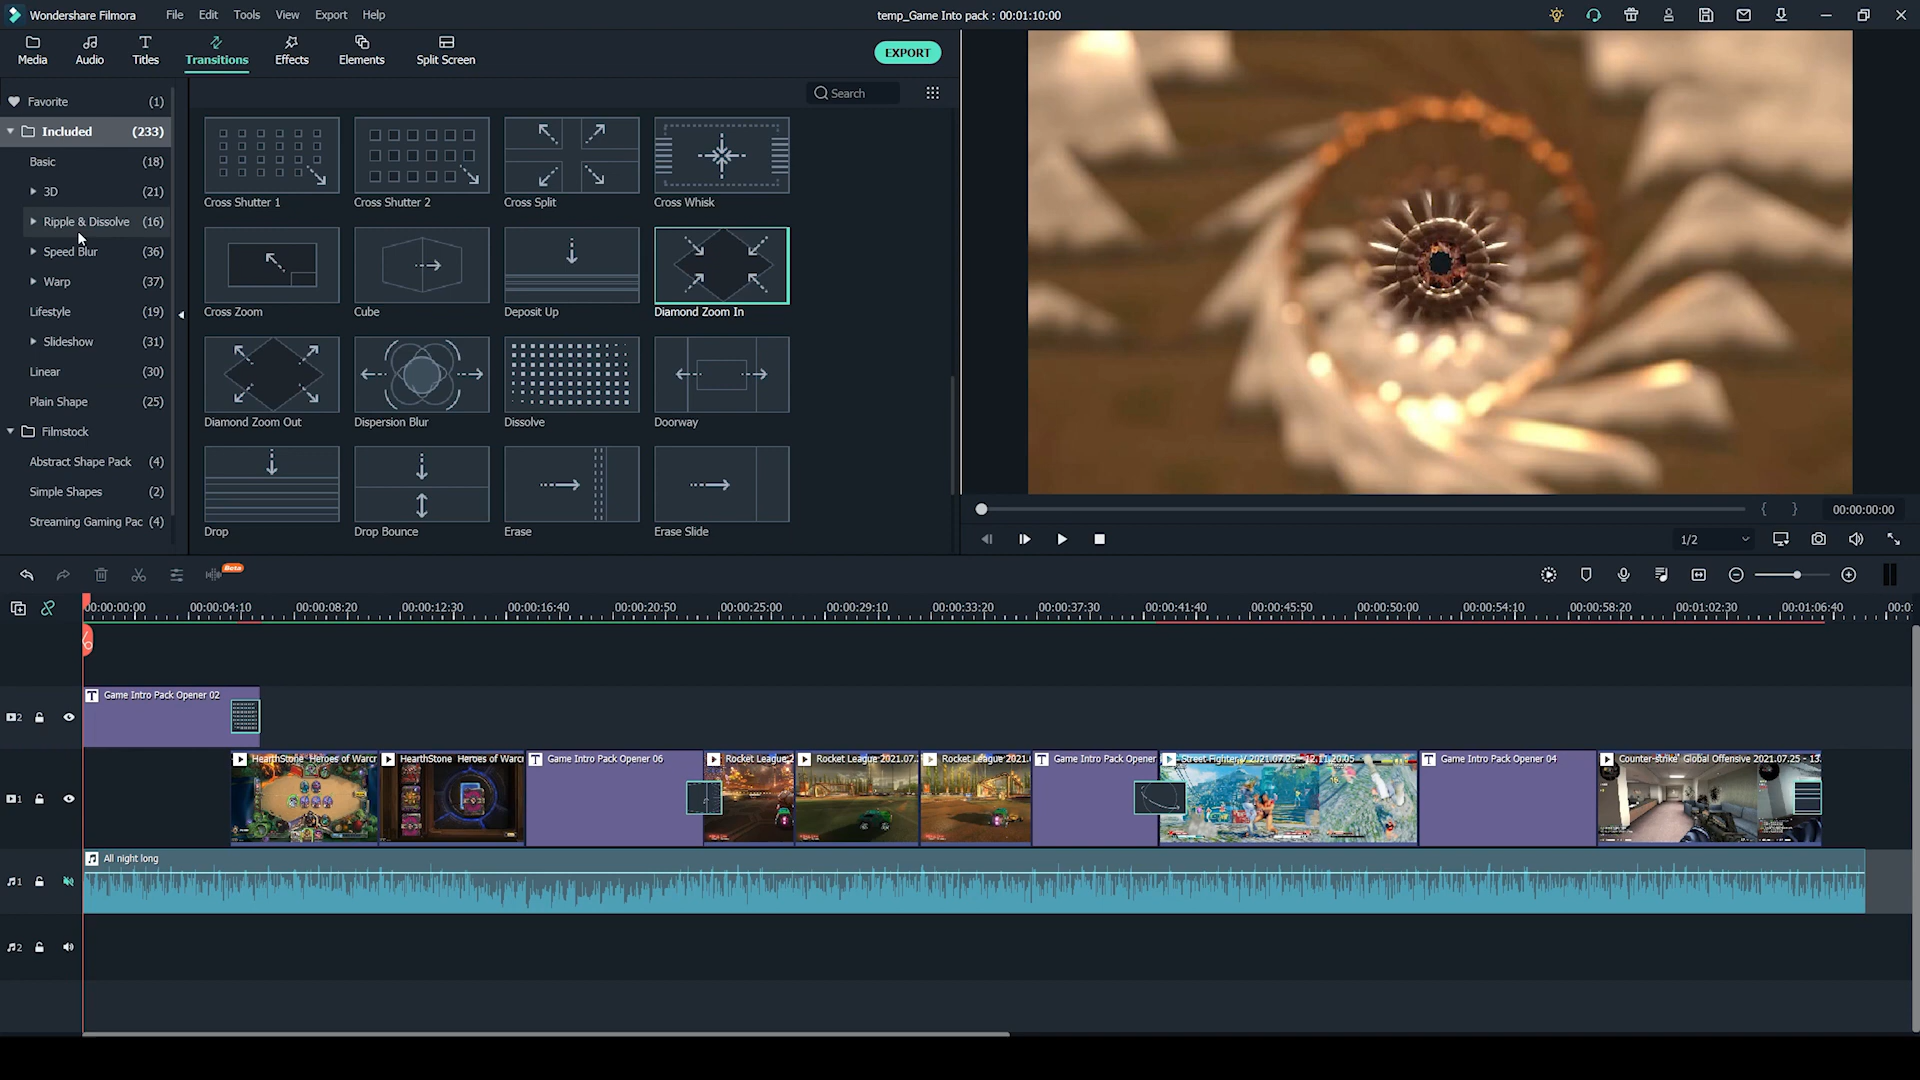 Wondershare Filmora
File
Edit
Tools
View
Export
Help
temp_Game Into pack : 00:01:10:00
Media
Audio
Titles
Transitions
Effects
Elements
Split Screen
EXPORT
Favorite (1)
Included (233)
Basic (18)
3D (21)
Ripple & Dissolve (16)
Speed Blur (36)
Warp (37)
Lifestyle (19)
Slideshow (31)
Linear (30)
Plain Shape (25)
Filmstock
Abstract Shape Pack (4)
Simple Shapes (2)
Streaming Gaming Pac (4)
Search
Cross Shutter 1
Cross Shutter 2
Cross Split
Cross Whisk
Cross Zoom
Cube
Deposit Up
Diamond Zoom In
Diamond Zoom Out
Dispersion Blur
Dissolve
Doorway
Drop
Drop Bounce
Erase
Erase Slide
{ }
00:00:00:00
1/2
Beta
00:00:00:00
00:00:04:10
00:00:08:20
00:00:12:30
00:00:16:40
00:00:20:50
00:00:25:00
00:00:29:10
00:00:33:20
00:00:37:30
00:00:41:40
00:00:45:50
00:00:50:00
00:00:54:10
00:00:58:20
00:01:02:30
00:01:06:40
T Game Intro Pack Opener 02
2
HearthStone Heroes of Warcr
HearthStone Heroes of Warc
T Game Intro Pack Opener 06
Rocket League 2
Rocket League 2021.07.
Rocket League 2021.
T Game Intro Pack Opener
Street Fighter V 2021.07.25 - 12.11.20.05
T Game Intro Pack Opener 04
Counter-strike Global Offensive 2021.07.25 - 13.
1
All night long
1
2